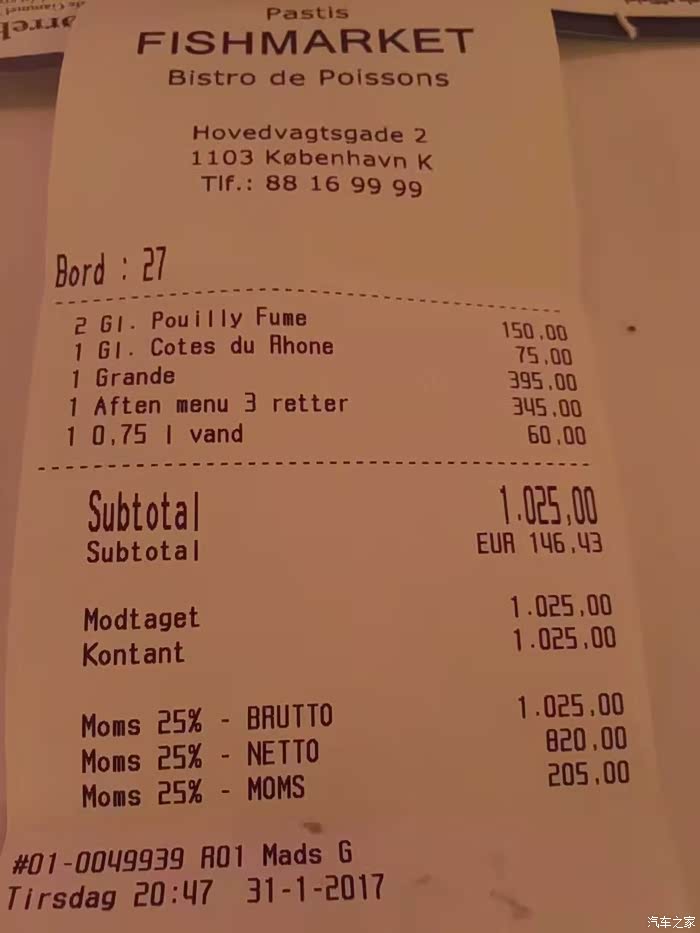 Pastis
FISHMARKET
Bistro de Poissons
Hovedvagtsgade 2
1103 København K
Tlf.: 88 16 99 99
Bord : 27
2 Gl. Pouilly Fume 150,00
1 Gl. Cotes du Rhone 75,00
1 Grande 395,00
1 Aften menu 3 retter 345,00
1 0,75 l vand 60,00
Subtotal 1.025,00
Subtotal EUR 146,43
Modtaget 1.025,00
Kontant 1.025,00
Moms 25% - BRUTTO 1.025,00
Moms 25% - NETTO 820,00
Moms 25% - MOMS 205,00
#01-0049939 R01 Mads G
Tirsdag 20:47 31-1-2017
汽车之家